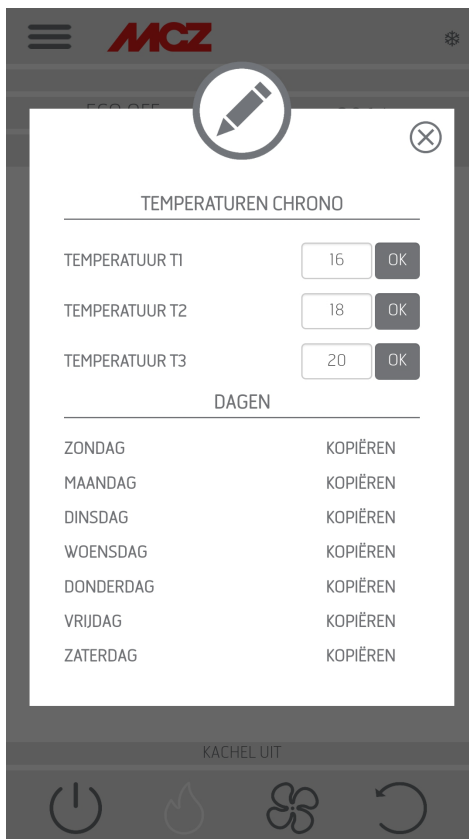 MCZ
TEMPERATUREN CHRONO
TEMPERATUUR T1 16 OK
TEMPERATUUR T2 18 OK
TEMPERATUUR T3 20 OK
DAGEN
ZONDAG KOPIËREN
MAANDAG KOPIËREN
DINSDAG KOPIËREN
WOENSDAG KOPIËREN
DONDERDAG KOPIËREN
VRIJDAG KOPIËREN
ZATERDAG KOPIËREN
KACHEL UIT